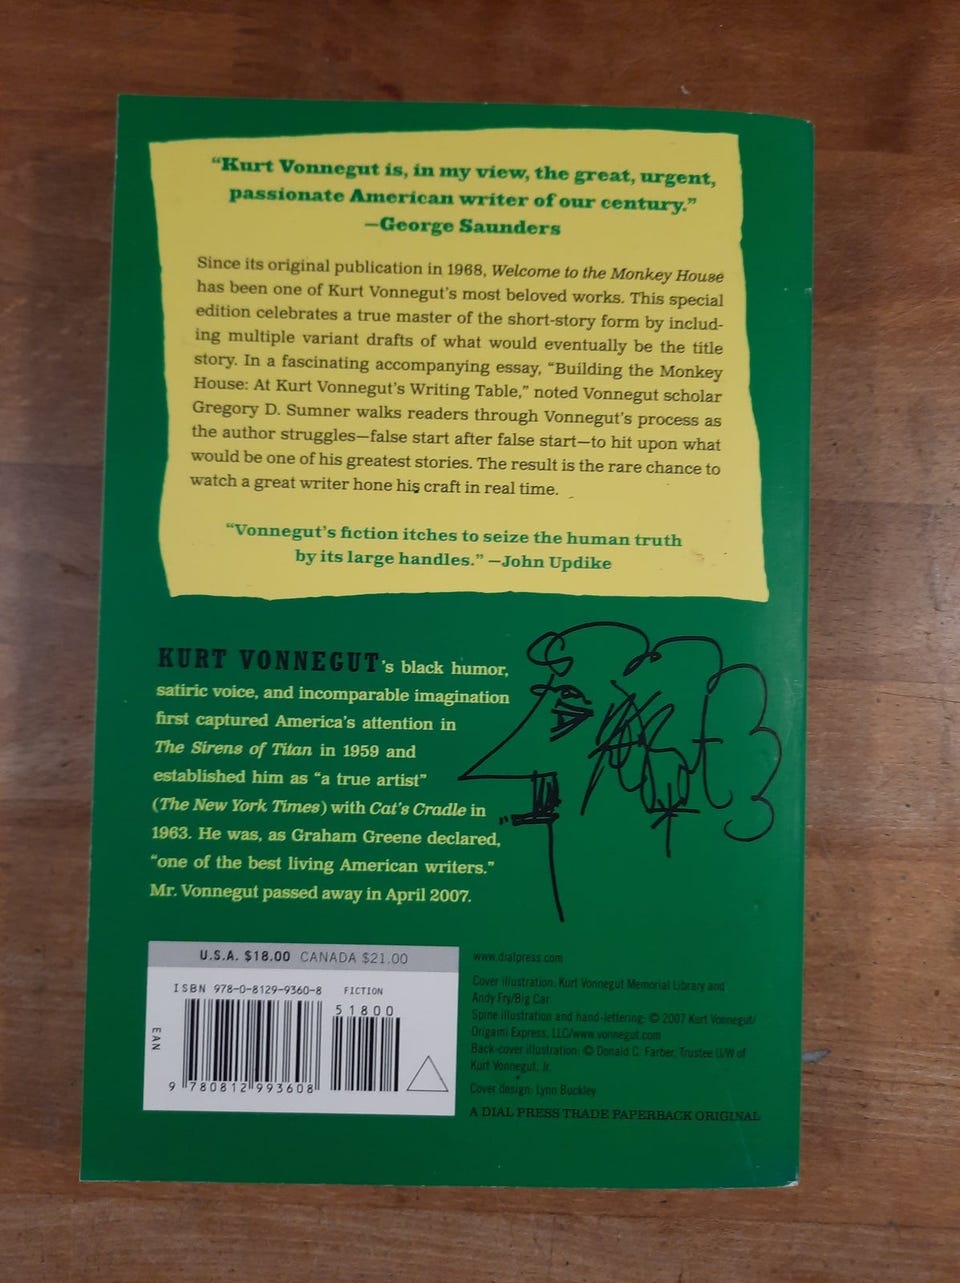 “Kurt Vonnegut is, in my view, the great, urgent,
passionate American writer of our century.”
—George Saunders
Since its original publication in 1968, Welcome to the Monkey House
has been one of Kurt Vonnegut’s most beloved works. This special
edition celebrates a true master of the short-story form by includ-
ing multiple variant drafts of what would eventually be the title
story. In a fascinating accompanying essay, “Building the Monkey
House: At Kurt Vonnegut’s Writing Table,” noted Vonnegut scholar
Gregory D. Sumner walks readers through Vonnegut’s process as
the author struggles—false start after false start—to hit upon what
would be one of his greatest stories. The result is the rare chance to
watch a great writer hone his craft in real time.
“Vonnegut’s fiction itches to seize the human truth
by its large handles.” —John Updike
KURT VONNEGUT’s black humor,
satiric voice, and incomparable imagination
first captured America’s attention in
The Sirens of Titan in 1959 and
established him as “a true artist”
(The New York Times) with Cat’s Cradle in
1963. He was, as Graham Greene declared,
“one of the best living American writers.”
Mr. Vonnegut passed away in April 2007.
U.S.A. $18.00 CANADA $21.00
ISBN 978-0-8129-9360-8 FICTION
51800
EAN
9 780812 993608
www.dialpress.com
Cover illustration: Kurt Vonnegut Memorial Library and
Andy Fry/Big Car
Spine illustration and hand-lettering: © 2007 Kurt Vonnegut/
Origami Express, LLC/www.vonnegut.com
Back-cover illustration: © Donald C. Farber, Trustee U/W of
Kurt Vonnegut, Jr.
Cover design: Lynn Buckley
A DIAL PRESS TRADE PAPERBACK ORIGINAL